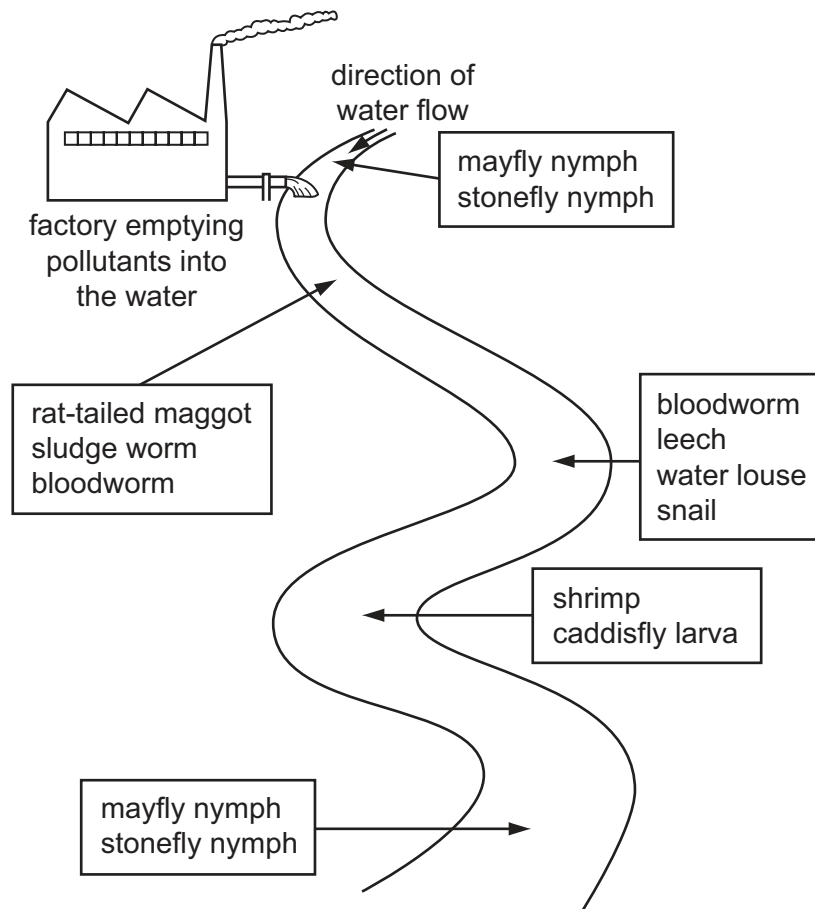 direction of
water flow
mayfly nymph
stonefly nymph
factory emptying
pollutants into
the water
rat-tailed maggot
sludge worm
bloodworm
bloodworm
leech
water louse
snail
shrimp
caddisfly larva
mayfly nymph
stonefly nymph